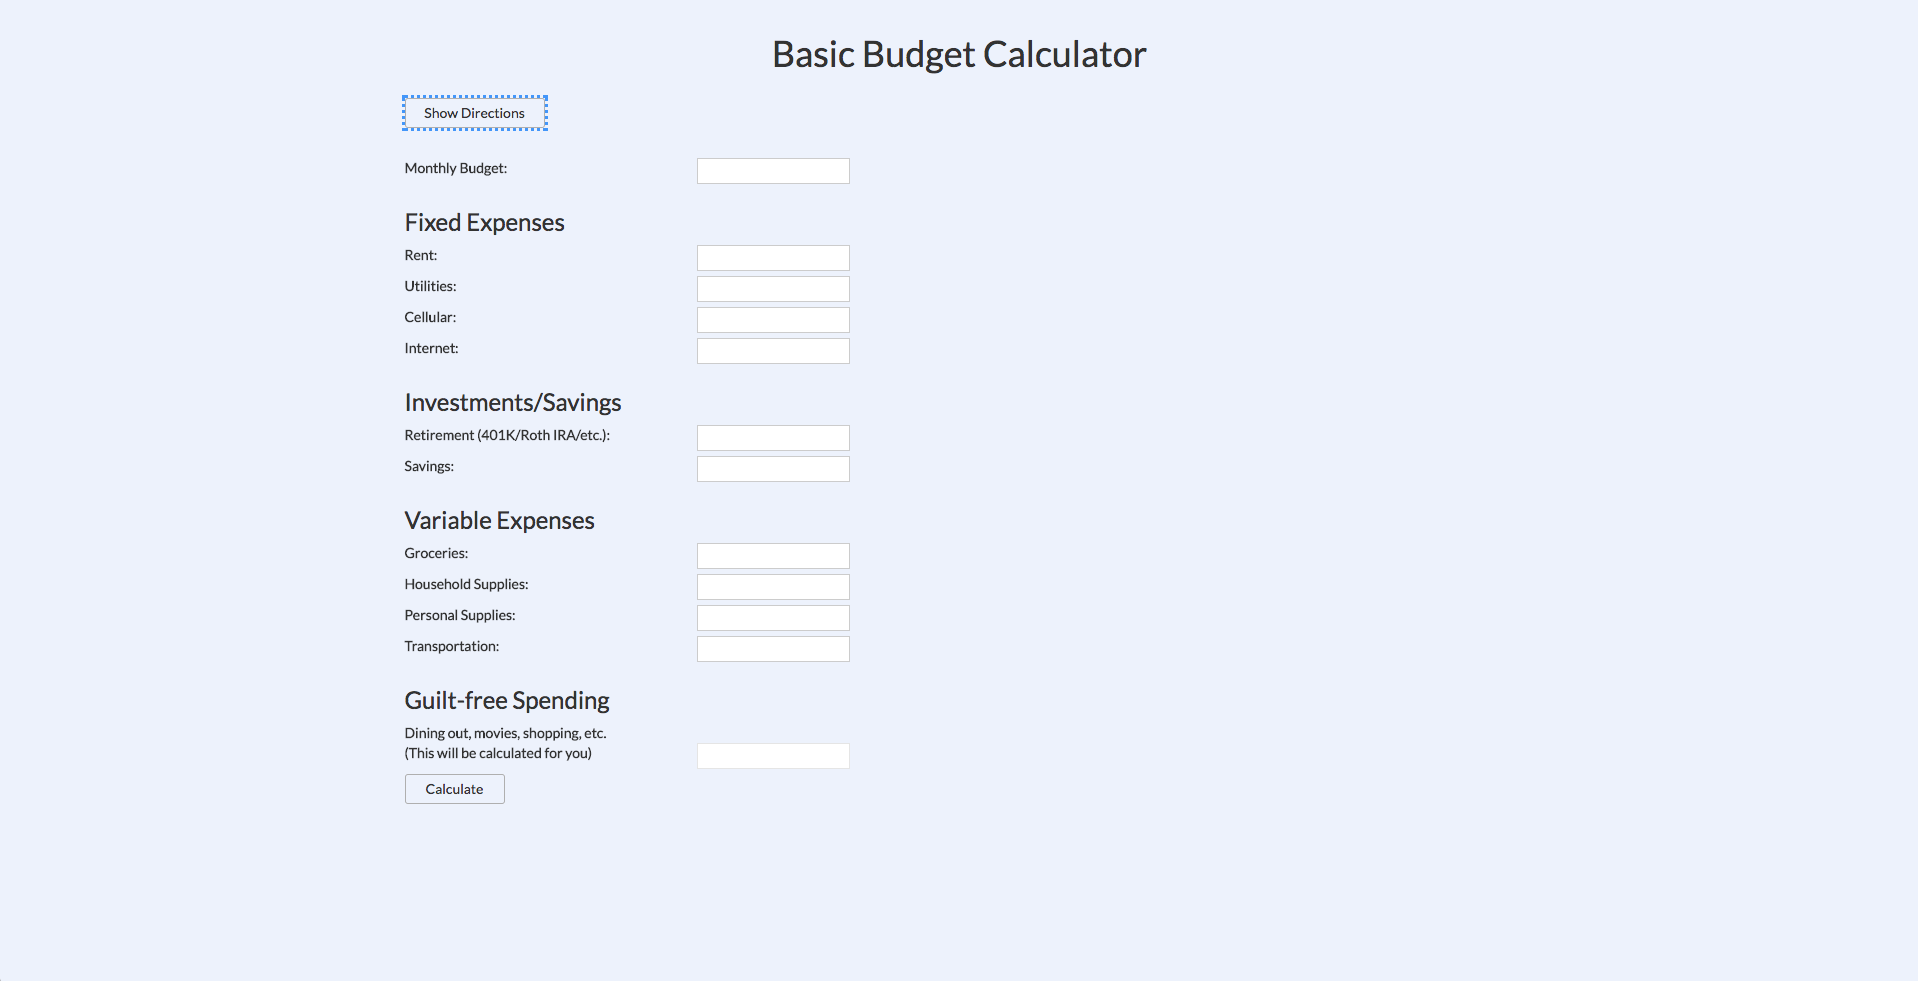 Basic Budget Calculator
Show Directions
Monthly Budget:
Fixed Expenses
Rent:
Utilities:
Cellular:
Internet:
Investments/Savings
Retirement (401K/Roth IRA/etc.):
Savings:
Variable Expenses
Groceries:
Household Supplies:
Personal Supplies:
Transportation:
Guilt-free Spending
Dining out, movies, shopping, etc.
(This will be calculated for you)
Calculate